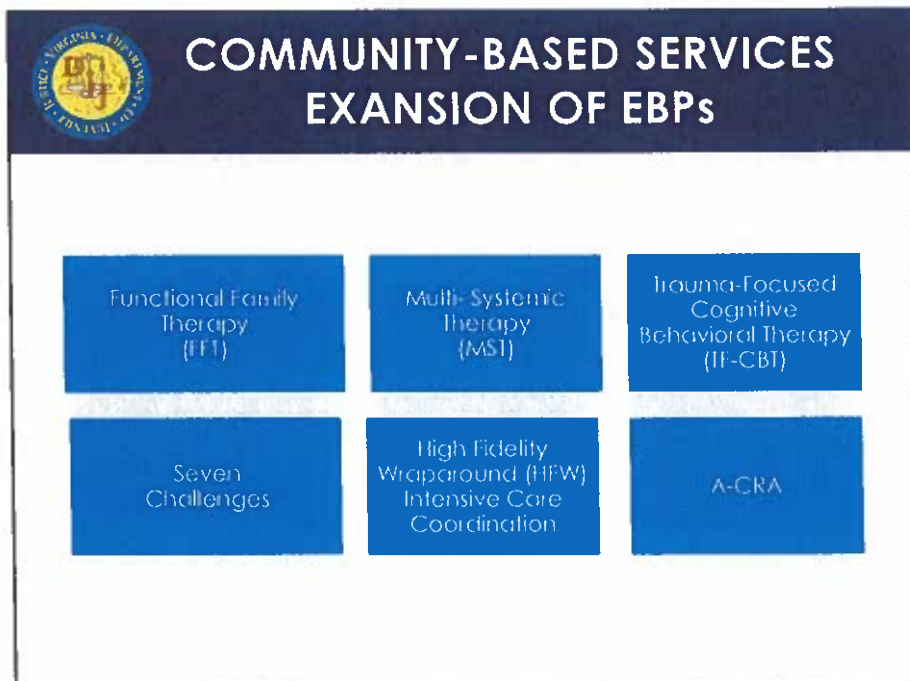 COMMUNITY-BASED SERVICES
EXANSION OF EBPs
Functional Family
Therapy
(FFT)
Multi- Systemic
Therapy
(MST)
Trauma-Focused
Cognitive
Behavioral Therapy
(TF-CBT)
Seven
Challenges
High Fidelity
Wraparound (HFW)
Intensive Care
Coordination
A-CRA